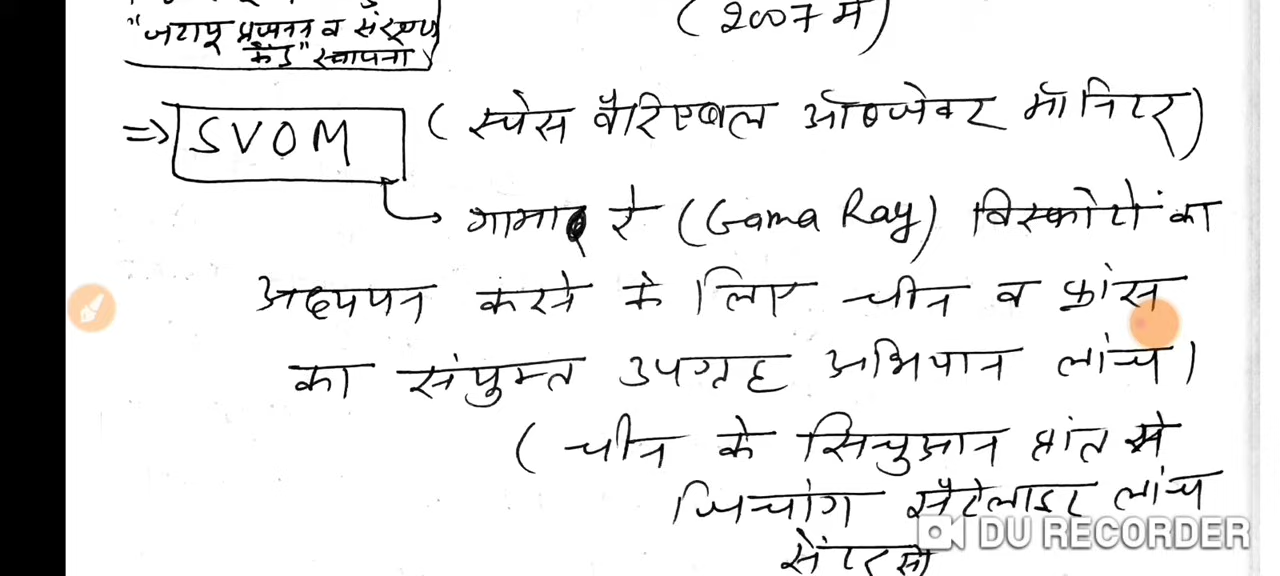 "जटायू प्रजनन व संरक्षण
केंद्र" स्थापना
(2007 में)
=> SVOM (स्पेस वैरिएबल ऑब्जेक्ट मॉनिटर)
गामा रे (Gama Ray) विस्फोटों का
अध्ययन करने के लिए चीन व फ्रांस
का संयुक्त उपग्रह अभियान लांच।
(चीन के सिचुआन प्रांत से
जिचांग सैटेलाइट लांच
सेंटर से
DU RECORDER